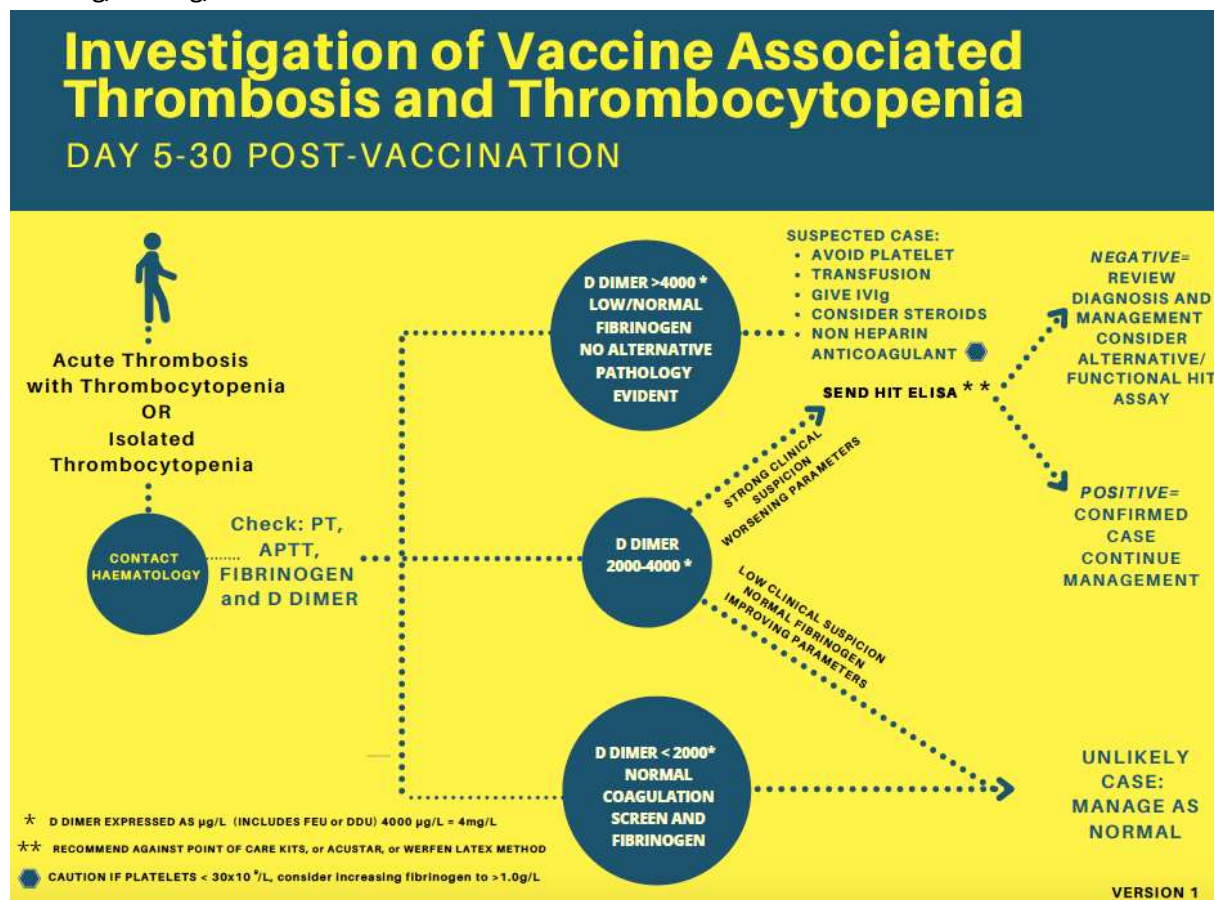 Investigation of Vaccine Associated
Thrombosis and Thrombocytopenia
DAY 5-30 POST-VACCINATION
Acute Thrombosis
with Thrombocytopenia
OR
Isolated
Thrombocytopenia
CONTACT
HAEMATOLOGY
Check: PT,
APTT,
FIBRINOGEN
and D DIMER
D DIMER >4000 *
LOW/NORMAL
FIBRINOGEN
NO ALTERNATIVE
PATHOLOGY
EVIDENT
SUSPECTED CASE:
• AVOID PLATELET
• TRANSFUSION
• GIVE IVIg
• CONSIDER STEROIDS
• NON HEPARIN
ANTICOAGULANT
SEND HIT ELISA **
NEGATIVE=
REVIEW
DIAGNOSIS AND
MANAGEMENT
CONSIDER
ALTERNATIVE/
FUNCTIONAL HIT
ASSAY
POSITIVE=
CONFIRMED
CASE
CONTINUE
MANAGEMENT
D DIMER
2000-4000 *
STRONG CLINICAL
SUSPICION
WORSENING PARAMETERS
LOW CLINICAL SUSPICION
NORMAL FIBRINOGEN
IMPROVING PARAMETERS
D DIMER < 2000*
NORMAL
COAGULATION
SCREEN AND
FIBRINOGEN
UNLIKELY
CASE:
MANAGE AS
NORMAL
* D DIMER EXPRESSED AS µg/L (INCLUDES FEU or DDU) 4000 µg/L = 4mg/L
** RECOMMEND AGAINST POINT OF CARE KITS, or ACUSTAR, or WERFEN LATEX METHOD
CAUTION IF PLATELETS < 30x10⁹/L, consider increasing fibrinogen to >1.0g/L
VERSION 1